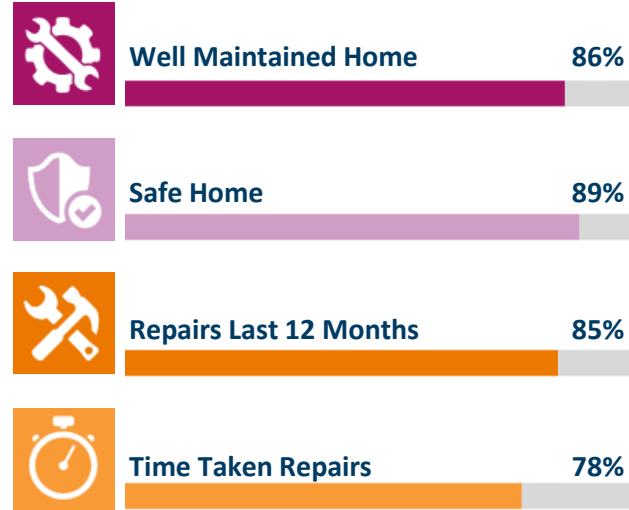 Well Maintained Home 86%
Safe Home 89%
Repairs Last 12 Months 85%
Time Taken Repairs 78%